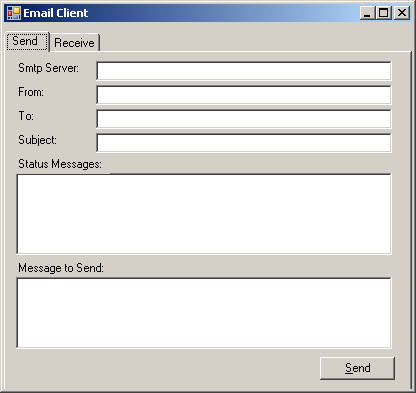 Email Client
Send Receive
Smtp Server:
From:
To:
Subject:
Status Messages:
Message to Send:
Send